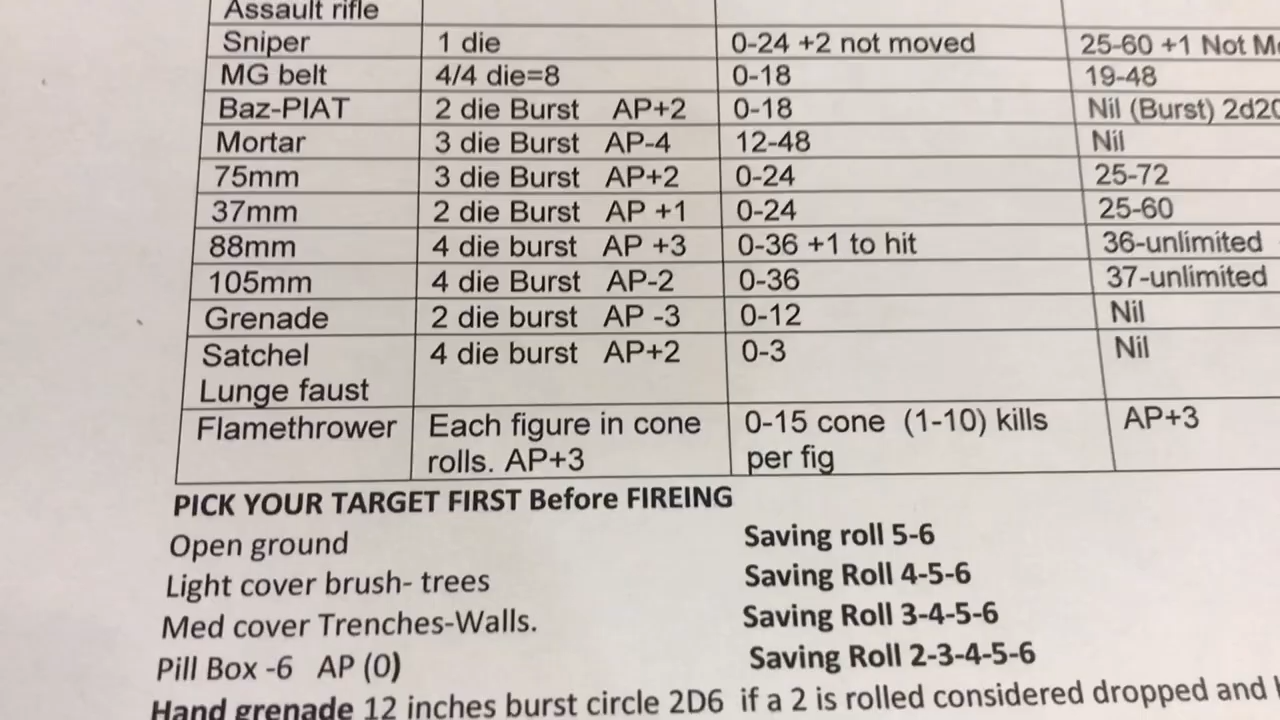 Assault rifle
Sniper 1 die 0-24 +2 not moved 25-60 +1 Not
MG belt 4/4 die=8 0-18 19-48
Baz-PIAT 2 die Burst AP+2 0-18 Nil (Burst)
Mortar 3 die Burst AP-4 12-48 Nil
75mm 3 die Burst AP+2 0-24 25-72
37mm 2 die Burst AP +1 0-24 25-60
88mm 4 die burst AP +3 0-36 +1 to hit 36-unlimited
105mm 4 die Burst AP-2 0-36 37-unlimited
Grenade 2 die burst AP -3 0-12 Nil
Satchel 4 die burst AP+2 0-3 Nil
Lunge faust
Flamethrower Each figure in cone 0-15 cone (1-10) kills AP+3
rolls. AP+3 per fig
PICK YOUR TARGET FIRST Before FIREING
Open ground Saving roll 5-6
Light cover brush- trees Saving Roll 4-5-6
Med cover Trenches-Walls. Saving Roll 3-4-5-6
Pill Box -6 AP (0) Saving Roll 2-3-4-5-6
Hand grenade 12 inches burst circle 2D6 if a 2 is rolled considered dropped and